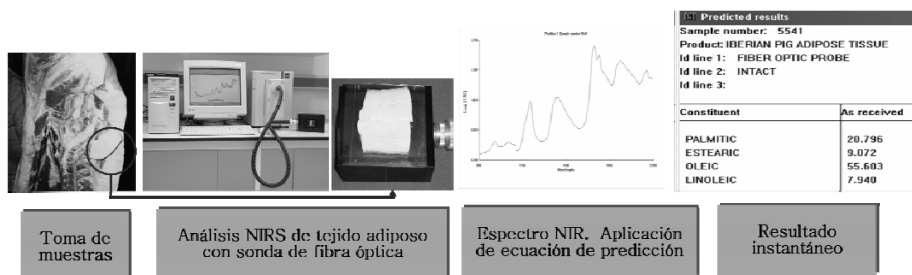 Predicted results
Sample number: 5541
Product: IBERIAN PIG ADIPOSE TISSUE
Id line 1: FIBER OPTIC PROBE
Id line 2: INTACT
Id line 3:
Constituent As received
PALMITIC 20.796
ESTEARIC 9.072
OLEIC 55.603
LINOLEIC 7.940
Toma de
muestras
Análisis NIRS de tejido adiposo
con sonda de fibra óptica
Espectro NIR. Aplicación
de ecuación de predicción
Resultado
instantáneo